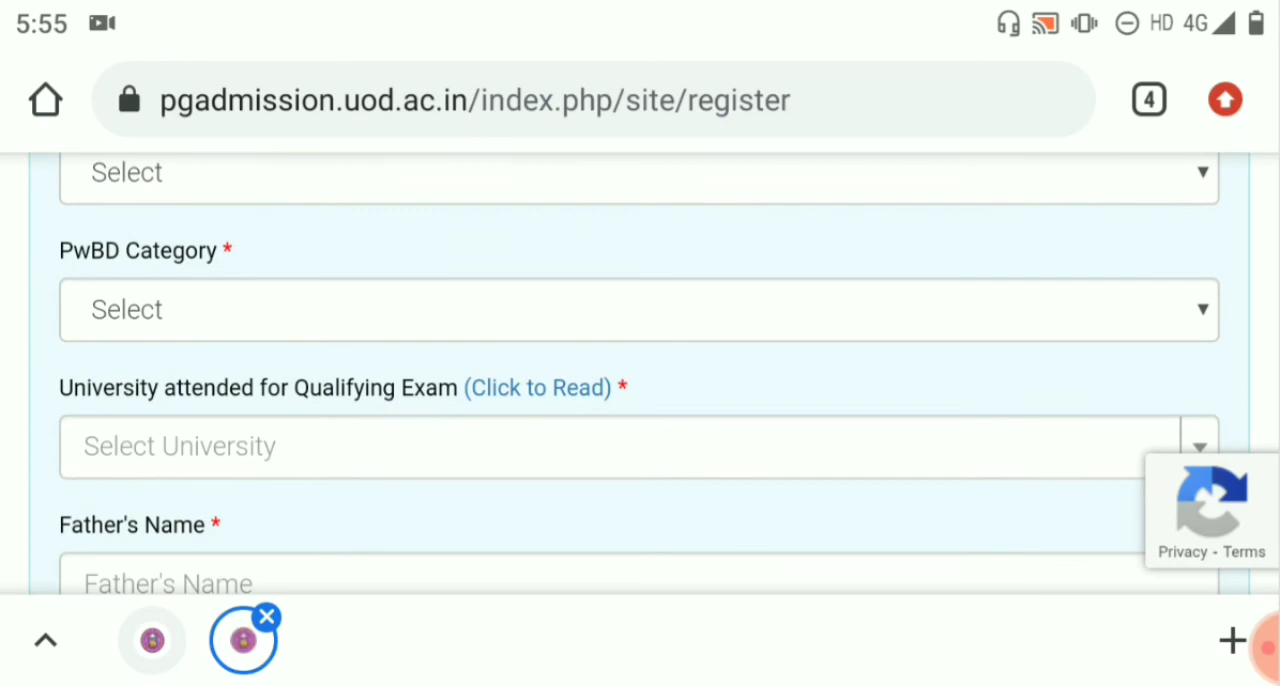 5:55 HD 4G
pgadmission.uod.ac.in/index.php/site/register 4
Select
PwBD Category *
Select
University attended for Qualifying Exam (Click to Read) *
Select University
Father's Name *
Privacy - Terms
Father's Name